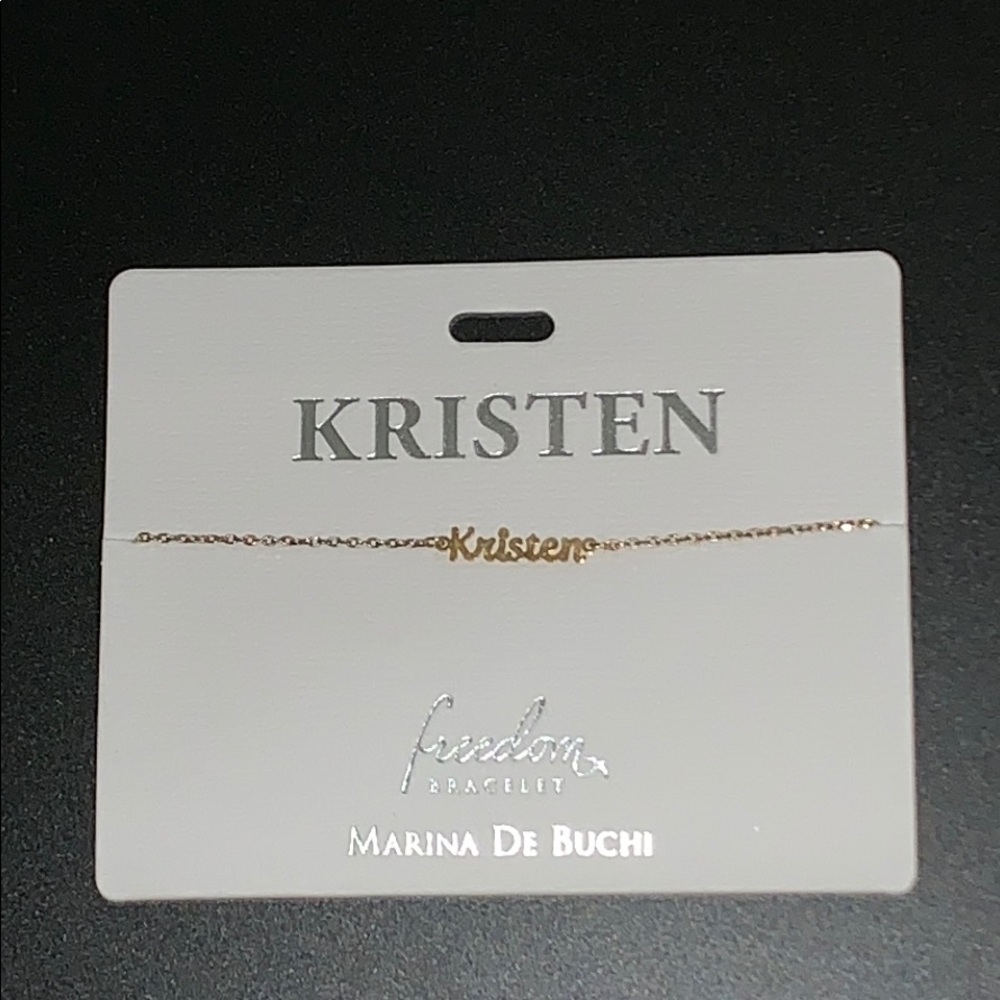 KRISTEN
Kristen
freedom
BRACELET
MARINA DE BUCHI